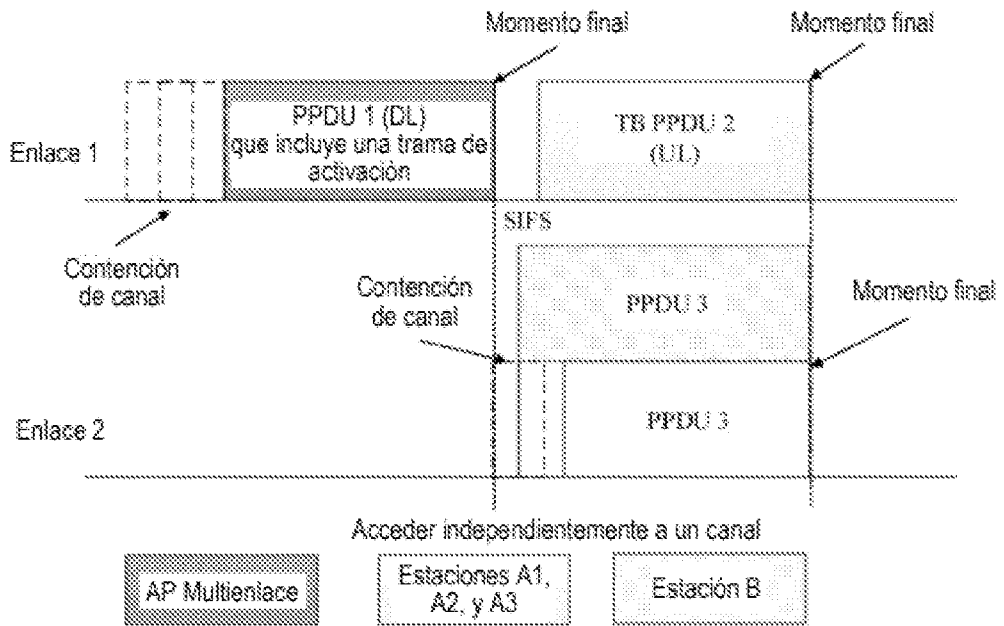 Momento final
Momento final
Enlace 1
PPDU 1 (DL)
que incluye una trama de
activación
TB PPDU 2
(UL)
SIFS
Contención
de canal
Contención
de canal
PPDU 3
Momento final
Enlace 2
PPDU 3
Acceder independientemente a un canal
AP Multienlace
Estaciones A1,
A2, y A3
Estación B